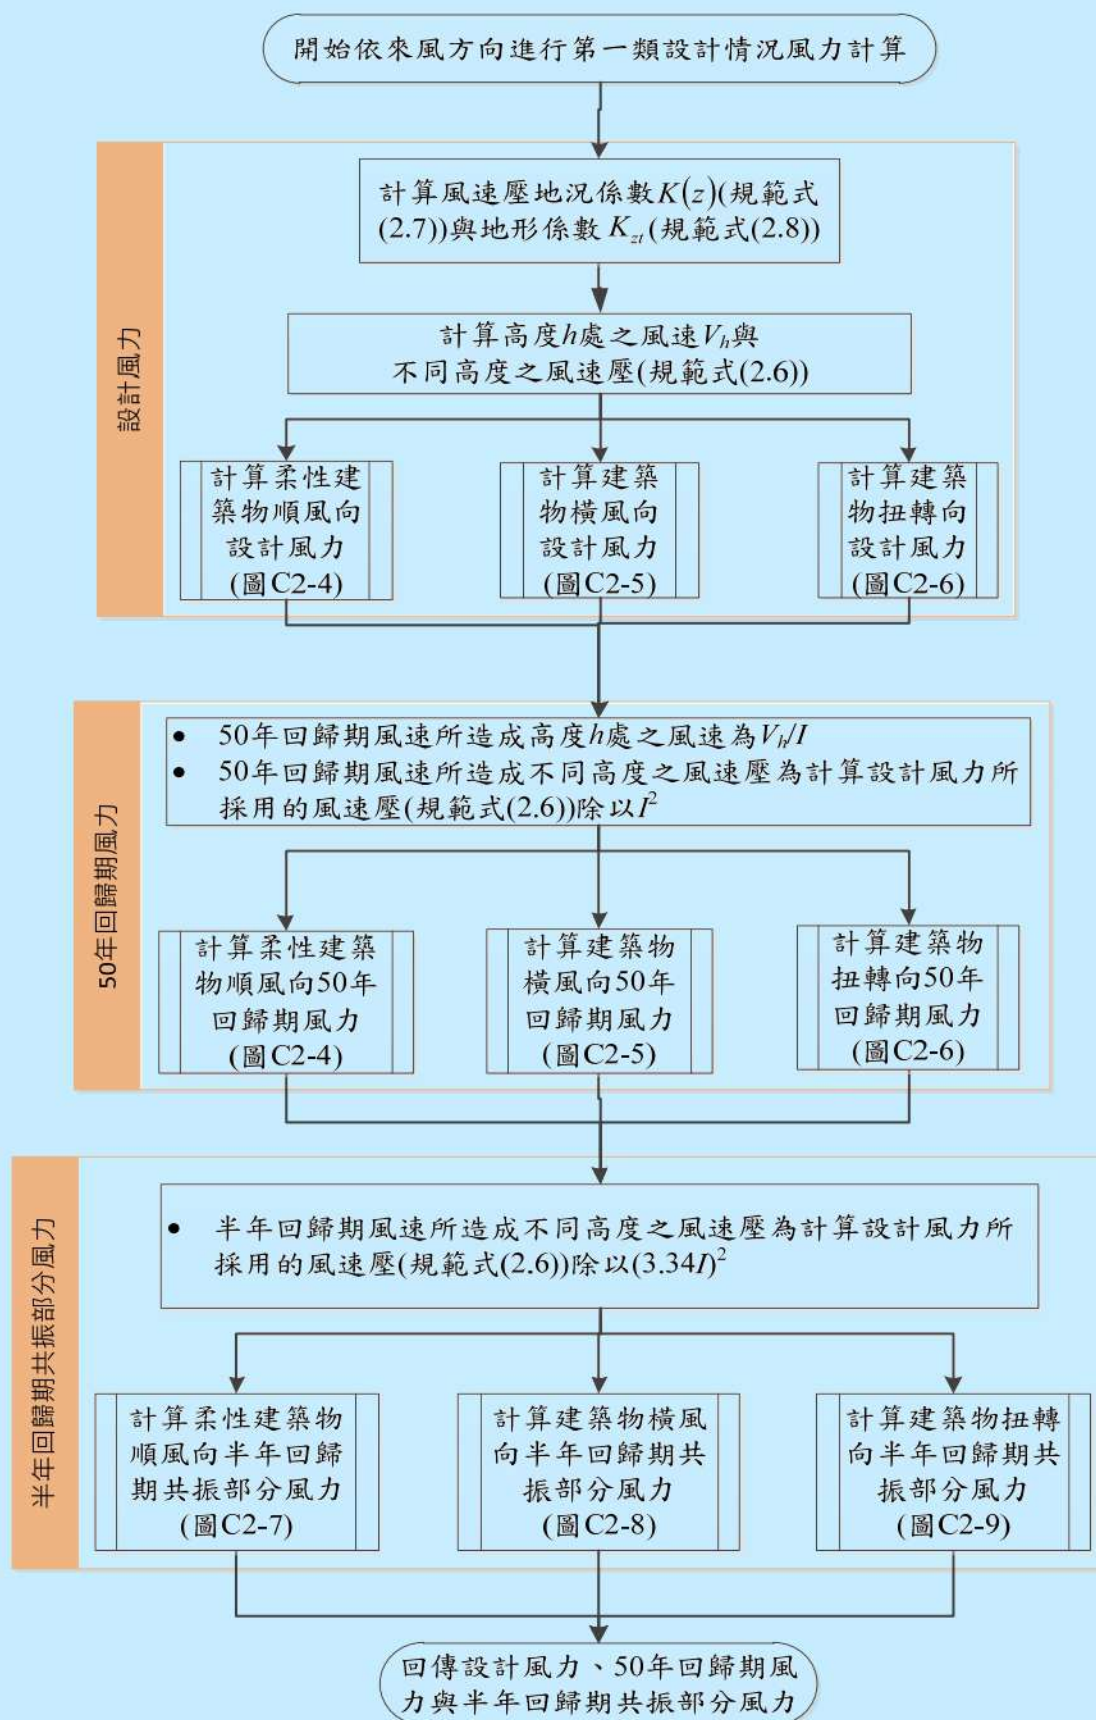 開始依來風方向進行第一類設計情況風力計算
設計風力
計算風速壓地況係數K(z)(規範式
(2.7))與地形係數 K_{zt}(規範式(2.8))
計算高度h處之風速V_h與
不同高度之風速壓(規範式(2.6))
計算柔性建
築物順風向
設計風力
(圖C2-4)
計算建築
物橫風向
設計風力
(圖C2-5)
計算建築
物扭轉向
設計風力
(圖C2-6)
50年回歸期風力
• 50年回歸期風速所造成高度h處之風速為V_h/I
• 50年回歸期風速所造成不同高度之風速壓為計算設計風力所
採用的風速壓(規範式(2.6))除以I²
計算柔性建築
物順風向50年
回歸期風力
(圖C2-4)
計算建築物
橫風向50年
回歸期風力
(圖C2-5)
計算建築物
扭轉向50年
回歸期風力
(圖C2-6)
半年回歸期共振部分風力
• 半年回歸期風速所造成不同高度之風速壓為計算設計風力所
採用的風速壓(規範式(2.6))除以(3.34I)²
計算柔性建築物
順風向半年回歸
期共振部分風力
(圖C2-7)
計算建築物橫風
向半年回歸期共
振部分風力
(圖C2-8)
計算建築物扭轉
向半年回歸期共
振部分風力
(圖C2-9)
回傳設計風力、50年回歸期風
力與半年回歸期共振部分風力